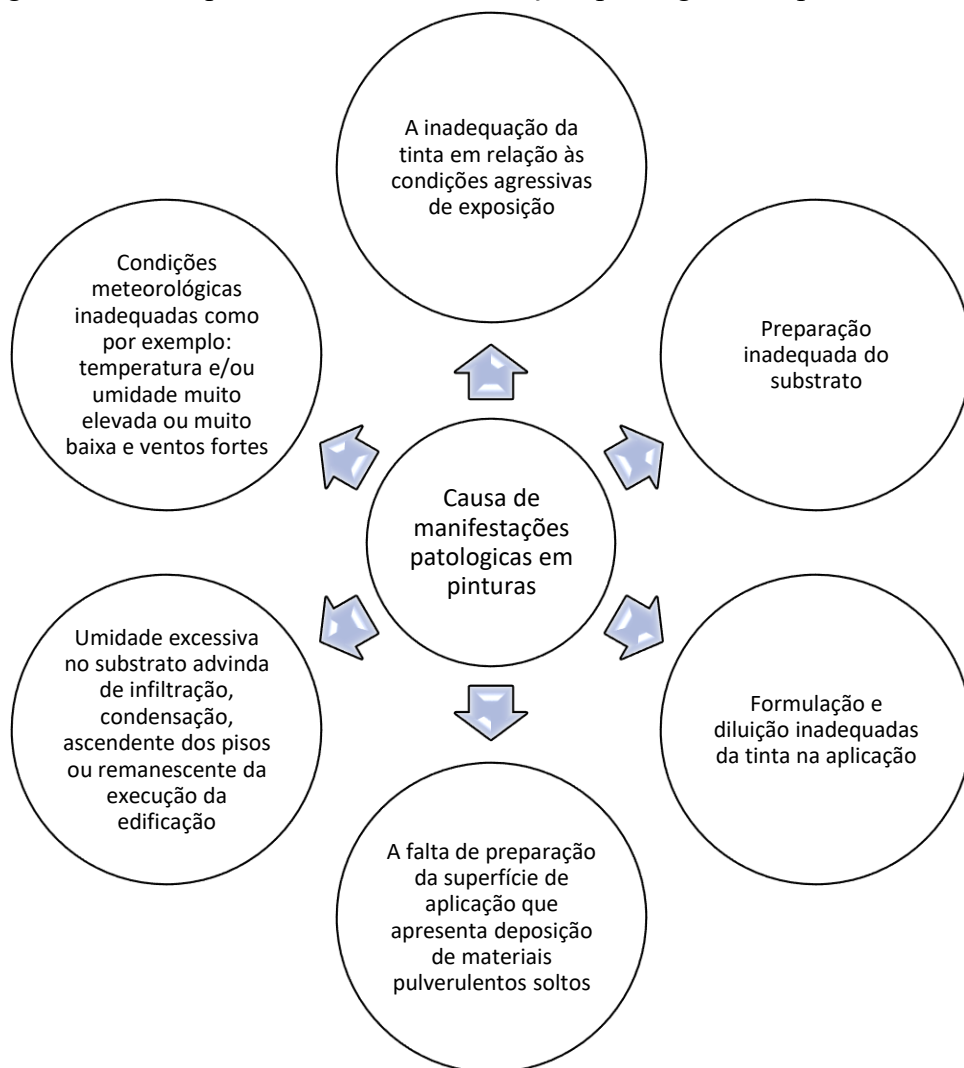 A inadequação da
tinta em relação às
condições agressivas
de exposição
Condições
meteorológicas
inadequadas como
por exemplo:
temperatura e/ou
umidade muito
elevada ou muito
baixa e ventos fortes
Preparação
inadequada do
substrato
Causa de
manifestações
patologicas em
pinturas
Umidade excessiva
no substrato advinda
de infiltração,
condensação,
ascendente dos pisos
ou remanescente da
execução da
edificação
Formulação e
diluição inadequadas
da tinta na aplicação
A falta de preparação
da superfície de
aplicação que
apresenta deposição
de materiais
pulverulentos soltos